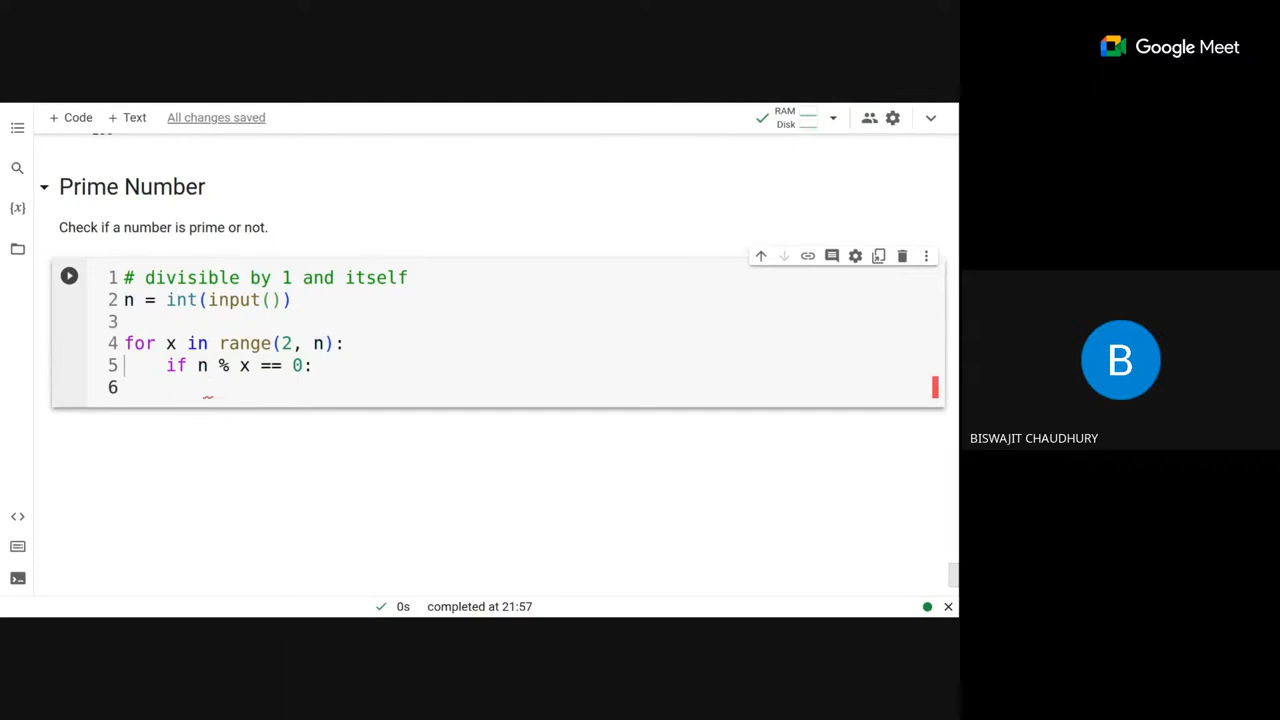 Google Meet
+ Code + Text All changes saved
RAM
Disk
Prime Number
Check if a number is prime or not.
1 # divisible by 1 and itself
2 n = int(input())
3
4 for x in range(2, n):
5 if n % x == 0:
6
B
BISWAJIT CHAUDHURY
0s completed at 21:57